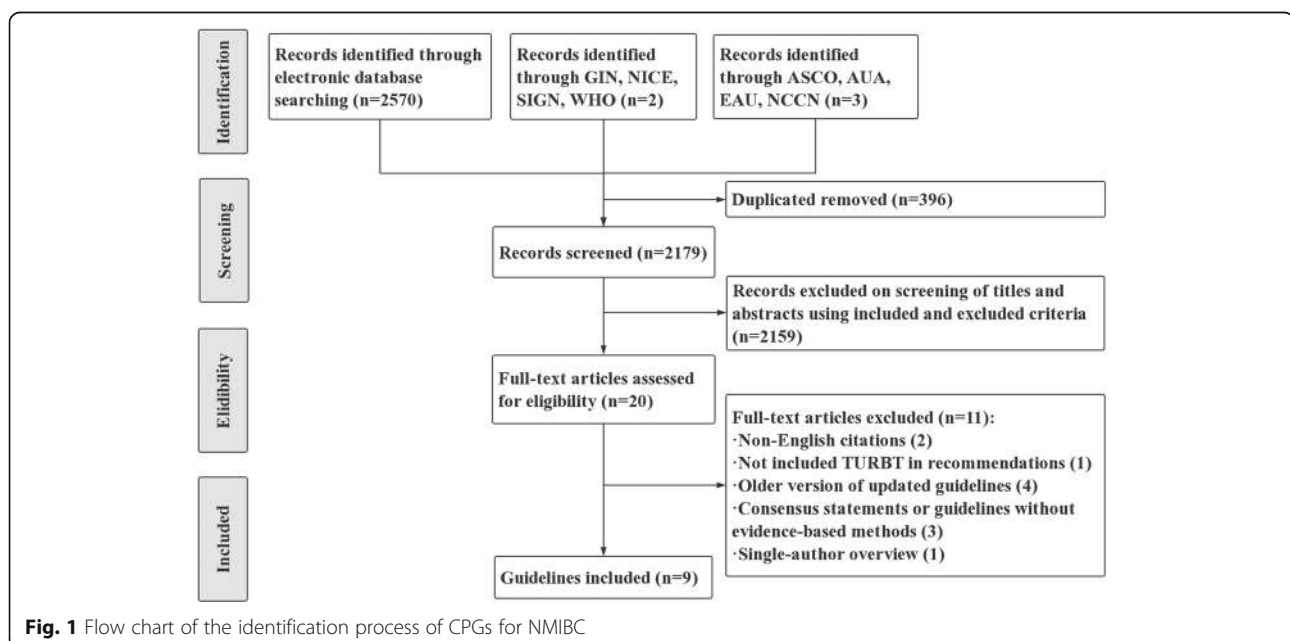 Identification
Records identified through
electronic database
searching (n=2570)
Records identified
through GIN, NICE,
SIGN, WHO (n=2)
Records identified
through ASCO, AUA,
EAU, NCCN (n=3)
Duplicated removed (n=396)
Screening
Records screened (n=2179)
Records excluded on screening of titles and
abstracts using included and excluded criteria
(n=2159)
Elidibility
Full-text articles assessed
for eligibility (n=20)
Full-text articles excluded (n=11):
·Non-English citations (2)
·Not included TURBT in recommendations (1)
·Older version of updated guidelines (4)
·Consensus statements or guidelines without
evidence-based methods (3)
·Single-author overview (1)
Included
Guidelines included (n=9)
Fig. 1 Flow chart of the identification process of CPGs for NMIBC